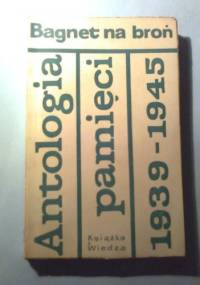 Bagnet na broń
Antologia
pamięci
1939-1945
Książka
i
Wiedza